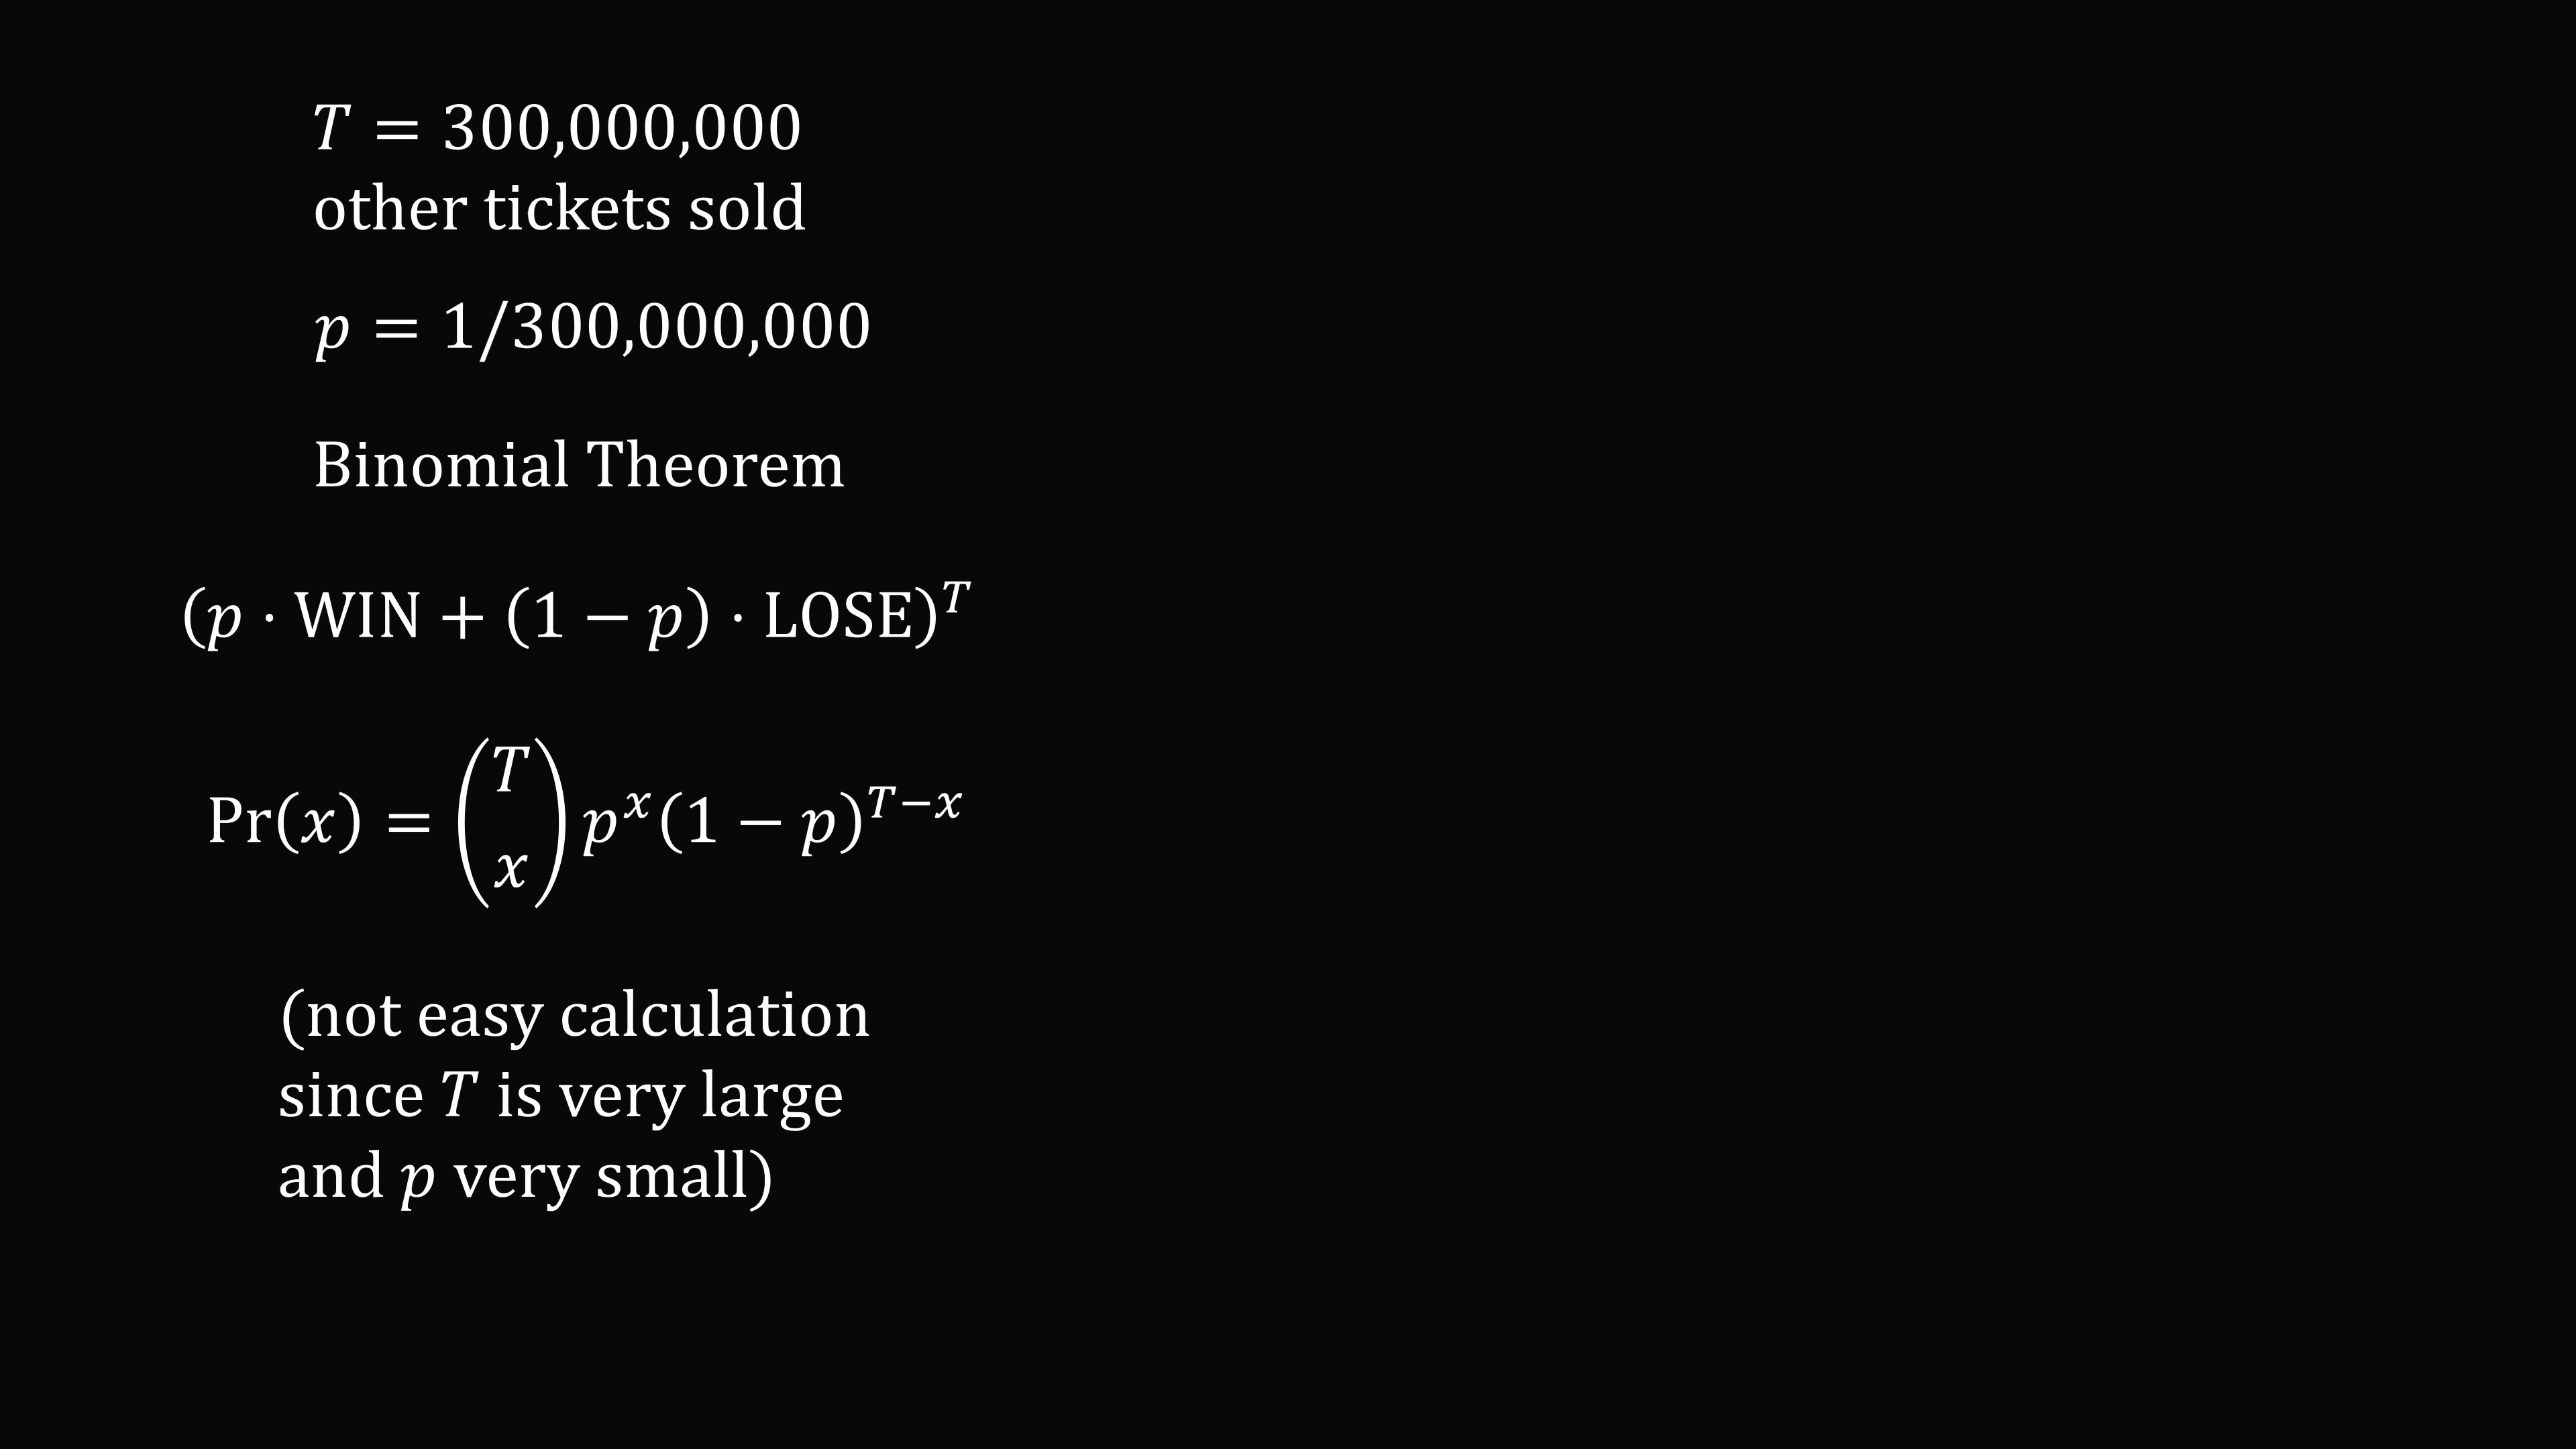 T = 300,000,000
other tickets sold
p = 1/300,000,000
Binomial Theorem
(p · WIN + (1 − p) · LOSE)^T
Pr(x) = (T x) p^x (1 − p)^{T−x}
(not easy calculation
since T is very large
and p very small)